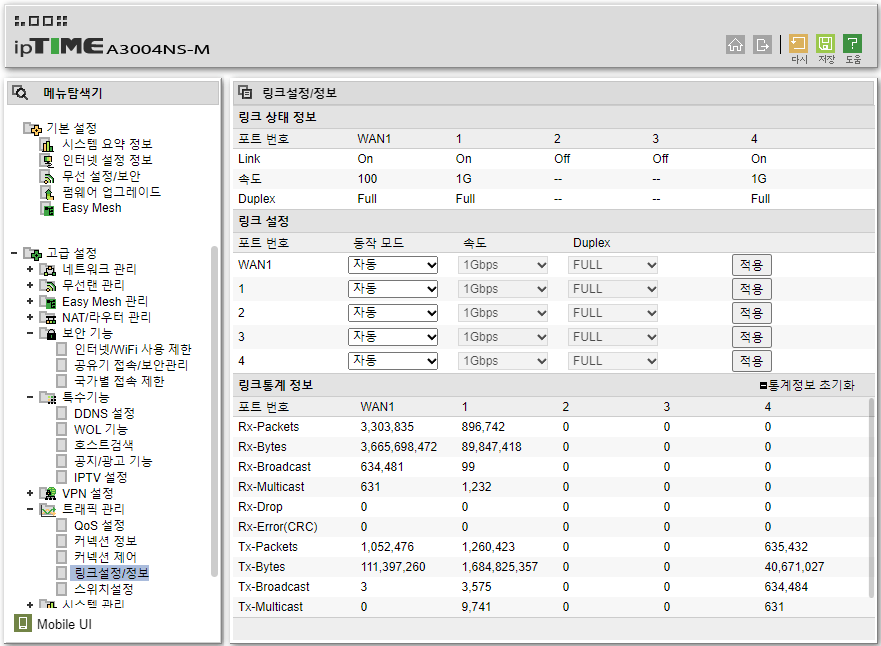 ipTIME A3004NS-M
다시 저장 도움
메뉴탐색기
기본 설정
시스템 요약 정보
인터넷 설정 정보
무선 설정/보안
펌웨어 업그레이드
Easy Mesh
고급 설정
네트워크 관리
무선랜 관리
Easy Mesh 관리
NAT/라우터 관리
보안 기능
인터넷/WiFi 사용 제한
공유기 접속/보안관리
국가별 접속 제한
특수기능
DDNS 설정
WOL 기능
호스트검색
공지/광고 기능
IPTV 설정
VPN 설정
트래픽 관리
QoS 설정
커넥션 정보
커넥션 제어
링크설정/정보
스위치설정
시스템 관리
Mobile UI
링크설정/정보
링크 상태 정보
포트 번호 WAN1 1 2 3 4
Link On On Off Off On
속도 100 1G -- -- 1G
Duplex Full Full -- -- Full
링크 설정
포트 번호 동작 모드 속도 Duplex
WAN1 자동 1Gbps FULL 적용
1 자동 1Gbps FULL 적용
2 자동 1Gbps FULL 적용
3 자동 1Gbps FULL 적용
4 자동 1Gbps FULL 적용
링크통계 정보 통계정보 초기화
포트 번호 WAN1 1 2 3 4
Rx-Packets 3,303,835 896,742 0 0 0
Rx-Bytes 3,665,698,472 89,847,418 0 0 0
Rx-Broadcast 634,481 99 0 0 0
Rx-Multicast 631 1,232 0 0 0
Rx-Drop 0 0 0 0 0
Rx-Error(CRC) 0 0 0 0 0
Tx-Packets 1,052,476 1,260,423 0 0 635,432
Tx-Bytes 111,397,260 1,684,825,357 0 0 40,671,027
Tx-Broadcast 3 3,575 0 0 634,484
Tx-Multicast 0 9,741 0 0 631